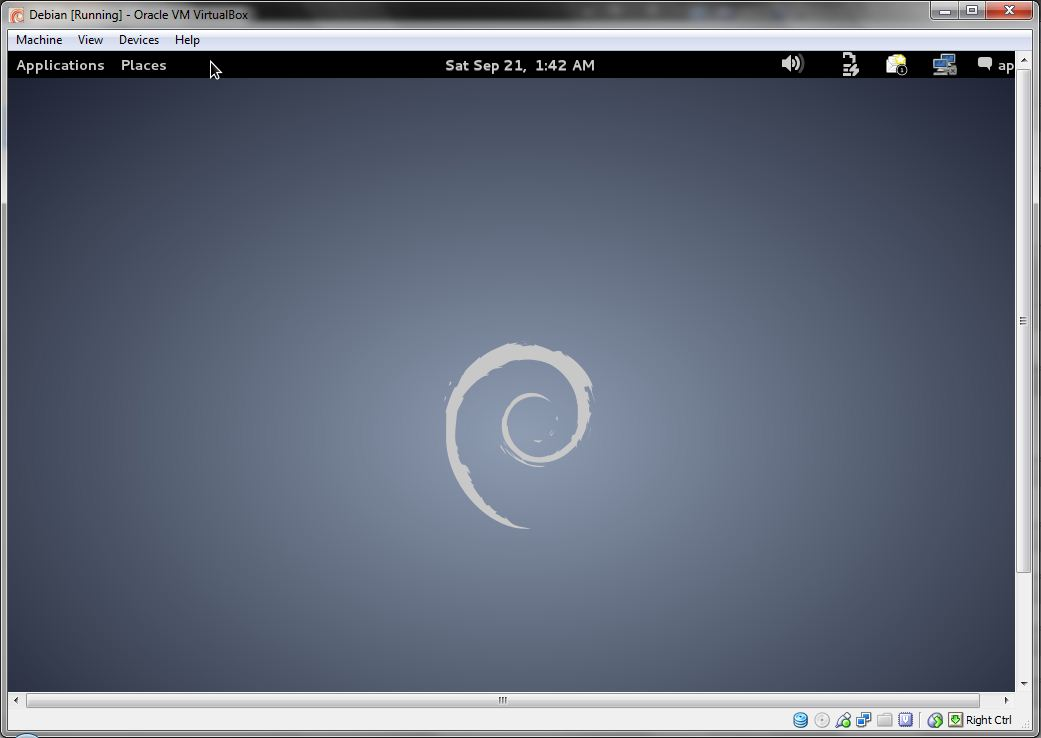 Debian [Running] - Oracle VM VirtualBox
Machine View Devices Help
Applications Places Sat Sep 21, 1:42 AM ap
Right Ctrl